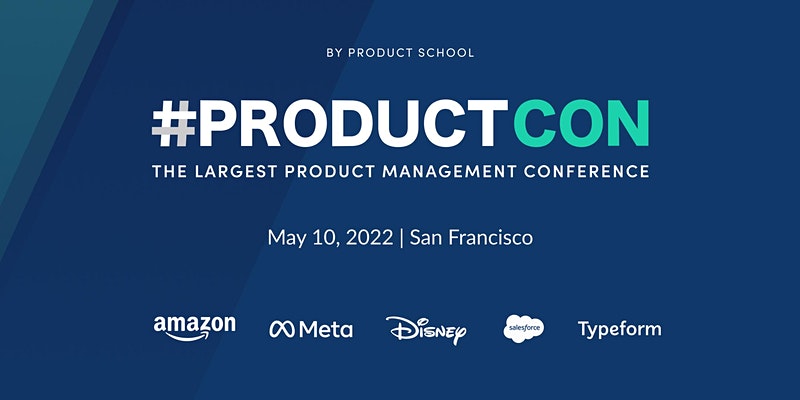 BY PRODUCT SCHOOL
#PRODUCTCON
THE LARGEST PRODUCT MANAGEMENT CONFERENCE
May 10, 2022 | San Francisco
amazon Meta Disney salesforce Typeform